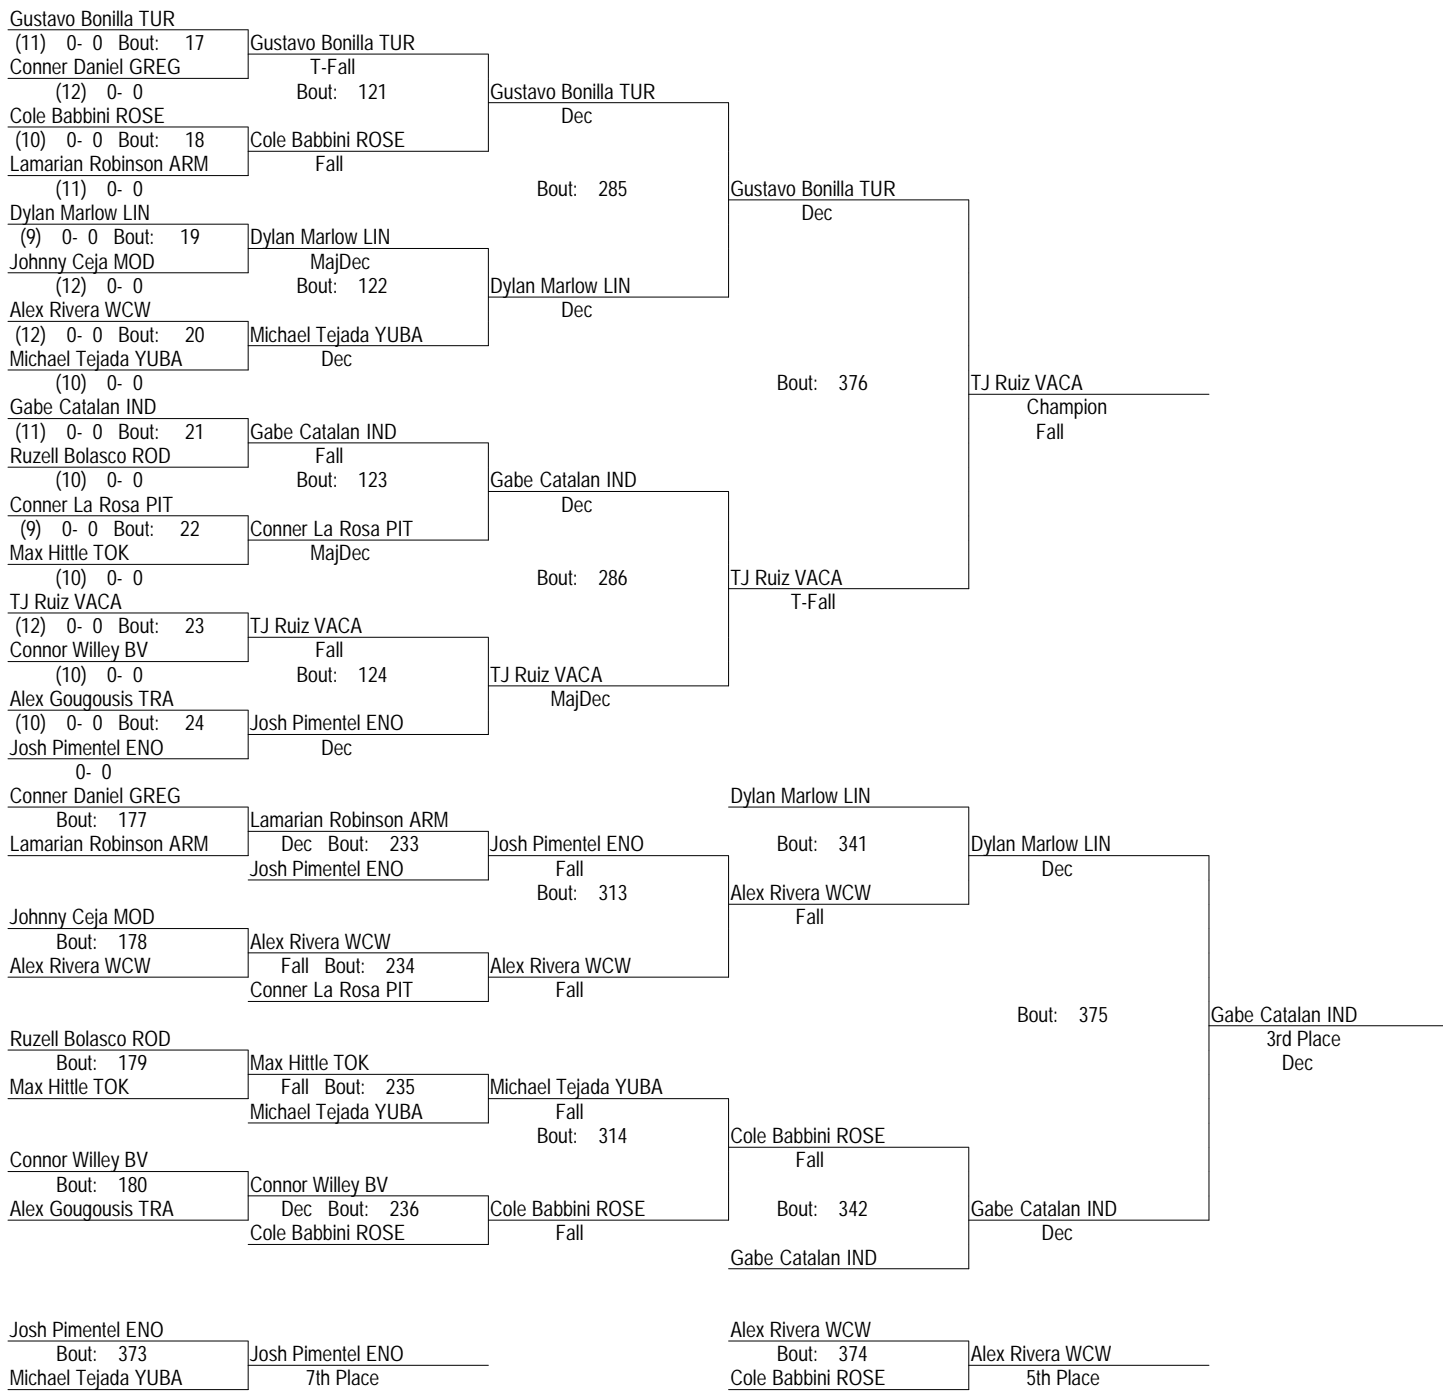 Gustavo Bonilla TUR
(11) 0- 0 Bout: 17 Gustavo Bonilla TUR
Conner Daniel GREG T-Fall
(12) 0- 0 Bout: 121 Gustavo Bonilla TUR
Cole Babbini ROSE Dec
(10) 0- 0 Bout: 18 Cole Babbini ROSE
Lamarian Robinson ARM Fall
(11) 0- 0 Bout: 285 Gustavo Bonilla TUR
Dylan Marlow LIN Dec
(9) 0- 0 Bout: 19 Dylan Marlow LIN
Johnny Ceja MOD MajDec
(12) 0- 0 Bout: 122 Dylan Marlow LIN
Alex Rivera WCW Dec
(12) 0- 0 Bout: 20 Michael Tejada YUBA
Michael Tejada YUBA Dec
(10) 0- 0 Bout: 376 TJ Ruiz VACA
Gabe Catalan IND Champion
(11) 0- 0 Bout: 21 Gabe Catalan IND Fall
Ruzell Bolasco ROD Fall
(10) 0- 0 Bout: 123 Gabe Catalan IND
Conner La Rosa PIT Dec
(9) 0- 0 Bout: 22 Conner La Rosa PIT
Max Hittle TOK MajDec
(10) 0- 0 Bout: 286 TJ Ruiz VACA
TJ Ruiz VACA T-Fall
(12) 0- 0 Bout: 23 TJ Ruiz VACA
Connor Willey BV Fall
(10) 0- 0 Bout: 124 TJ Ruiz VACA
Alex Gougousis TRA MajDec
(10) 0- 0 Bout: 24 Josh Pimentel ENO
Josh Pimentel ENO Dec
0- 0
Conner Daniel GREG Dylan Marlow LIN
Bout: 177 Lamarian Robinson ARM
Lamarian Robinson ARM Dec Bout: 233 Josh Pimentel ENO Bout: 341 Dylan Marlow LIN
Josh Pimentel ENO Fall Dec
Bout: 313 Alex Rivera WCW
Johnny Ceja MOD Fall
Bout: 178 Alex Rivera WCW
Alex Rivera WCW Fall Bout: 234 Alex Rivera WCW
Conner La Rosa PIT Fall
Bout: 375 Gabe Catalan IND
Ruzell Bolasco ROD 3rd Place
Bout: 179 Max Hittle TOK Dec
Max Hittle TOK Fall Bout: 235 Michael Tejada YUBA
Michael Tejada YUBA Fall
Bout: 314 Cole Babbini ROSE
Connor Willey BV Fall
Bout: 180 Connor Willey BV
Alex Gougousis TRA Dec Bout: 236 Cole Babbini ROSE Bout: 342 Gabe Catalan IND
Cole Babbini ROSE Fall Dec
Gabe Catalan IND
Josh Pimentel ENO Alex Rivera WCW
Bout: 373 Josh Pimentel ENO Bout: 374 Alex Rivera WCW
Michael Tejada YUBA 7th Place Cole Babbini ROSE 5th Place